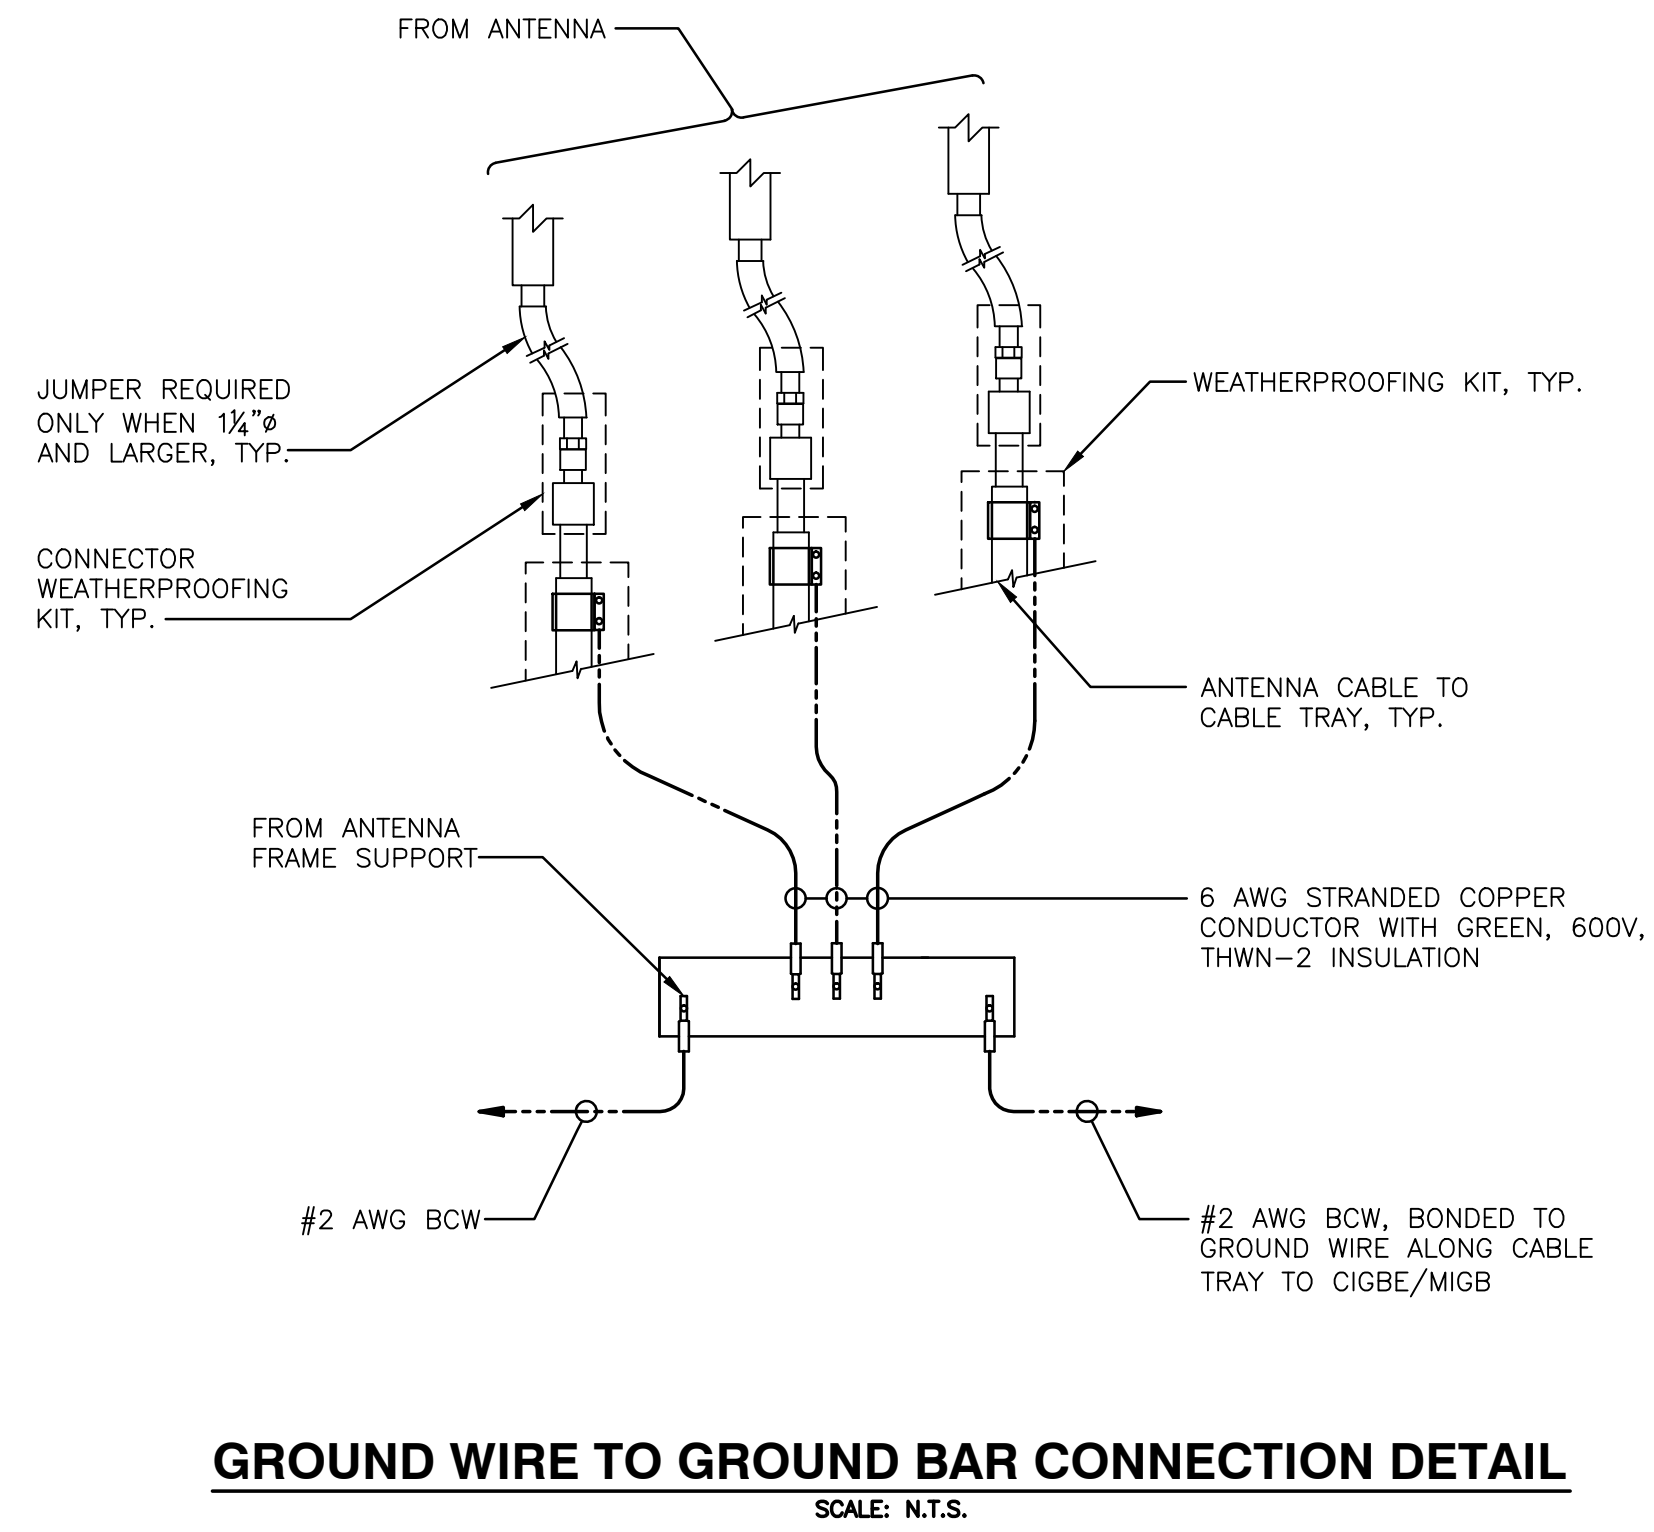 FROM ANTENNA
JUMPER REQUIRED
ONLY WHEN 1¼"ø
AND LARGER, TYP.
WEATHERPROOFING KIT, TYP.
CONNECTOR
WEATHERPROOFING
KIT, TYP.
ANTENNA CABLE TO
CABLE TRAY, TYP.
FROM ANTENNA
FRAME SUPPORT
6 AWG STRANDED COPPER
CONDUCTOR WITH GREEN, 600V,
THWN-2 INSULATION
#2 AWG BCW
#2 AWG BCW, BONDED TO
GROUND WIRE ALONG CABLE
TRAY TO CIGBE/MIGB
GROUND WIRE TO GROUND BAR CONNECTION DETAIL
SCALE: N.T.S.